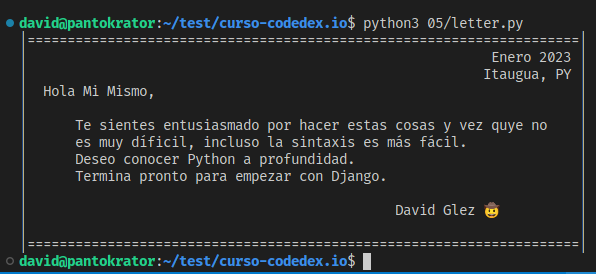 david@pantokrator:~/test/curso-codedex.io$ python3 05/letter.py
|====================================================================|
Enero 2023
Itaugua, PY
Hola Mi Mismo,
Te sientes entusiasmado por hacer estas cosas y vez quye no
es muy díficil, incluso la sintaxis es más fácil.
Deseo conocer Python a profundidad.
Termina pronto para empezar con Django.
David Glez 🤠
|====================================================================|
david@pantokrator:~/test/curso-codedex.io$